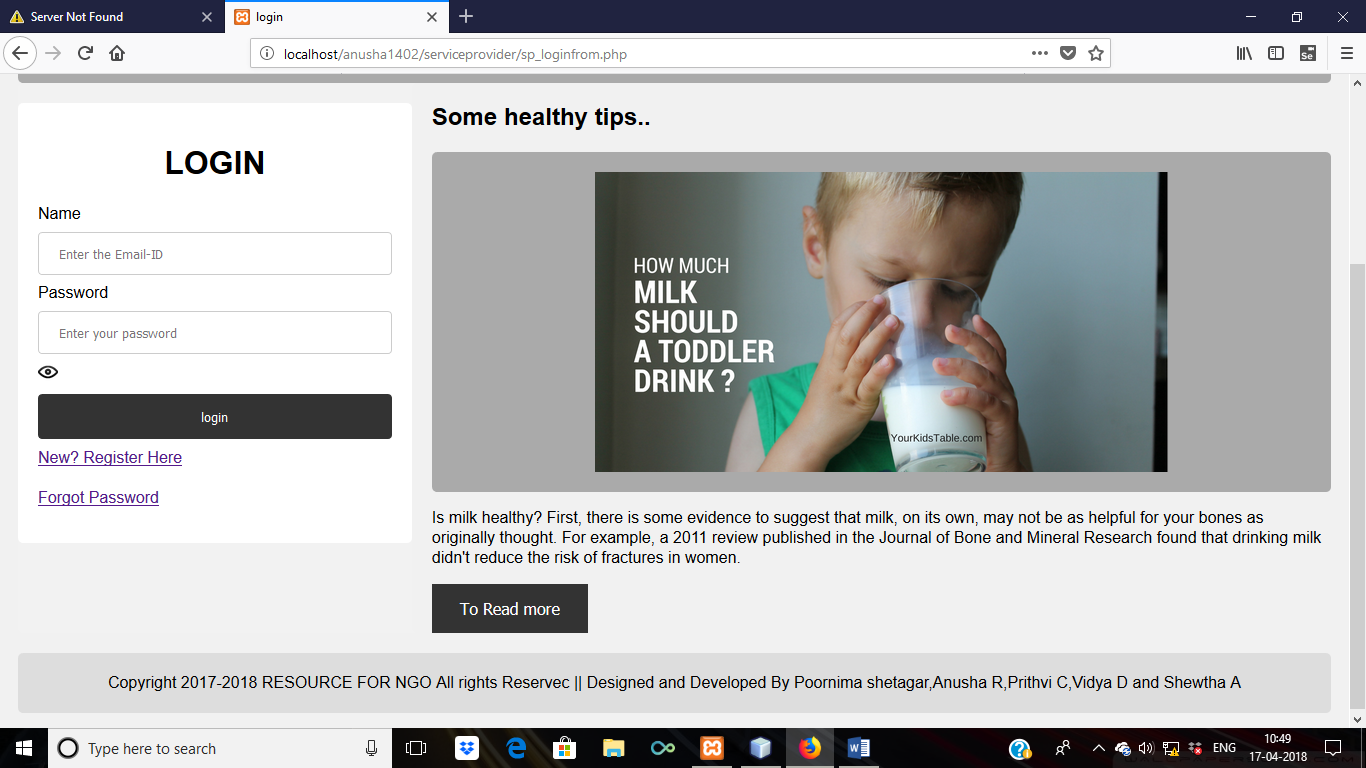 Server Not Found
login
localhost/anusha1402/serviceprovider/sp_loginfrom.php
Se
LOGIN
Name
Enter the Email-ID
Password
Enter your password
login
New? Register Here
Forgot Password
Some healthy tips..
HOW MUCH
MILK
SHOULD
A TODDLER
DRINK ?
YourKidsTable.com
Is milk healthy? First, there is some evidence to suggest that milk, on its own, may not be as helpful for your bones as
originally thought. For example, a 2011 review published in the Journal of Bone and Mineral Research found that drinking milk
didn't reduce the risk of fractures in women.
To Read more
Copyright 2017-2018 RESOURCE FOR NGO All rights Reservec || Designed and Developed By Poornima shetagar,Anusha R,Prithvi C,Vidya D and Shewtha A
Type here to search
ENG
10:49
17-04-2018